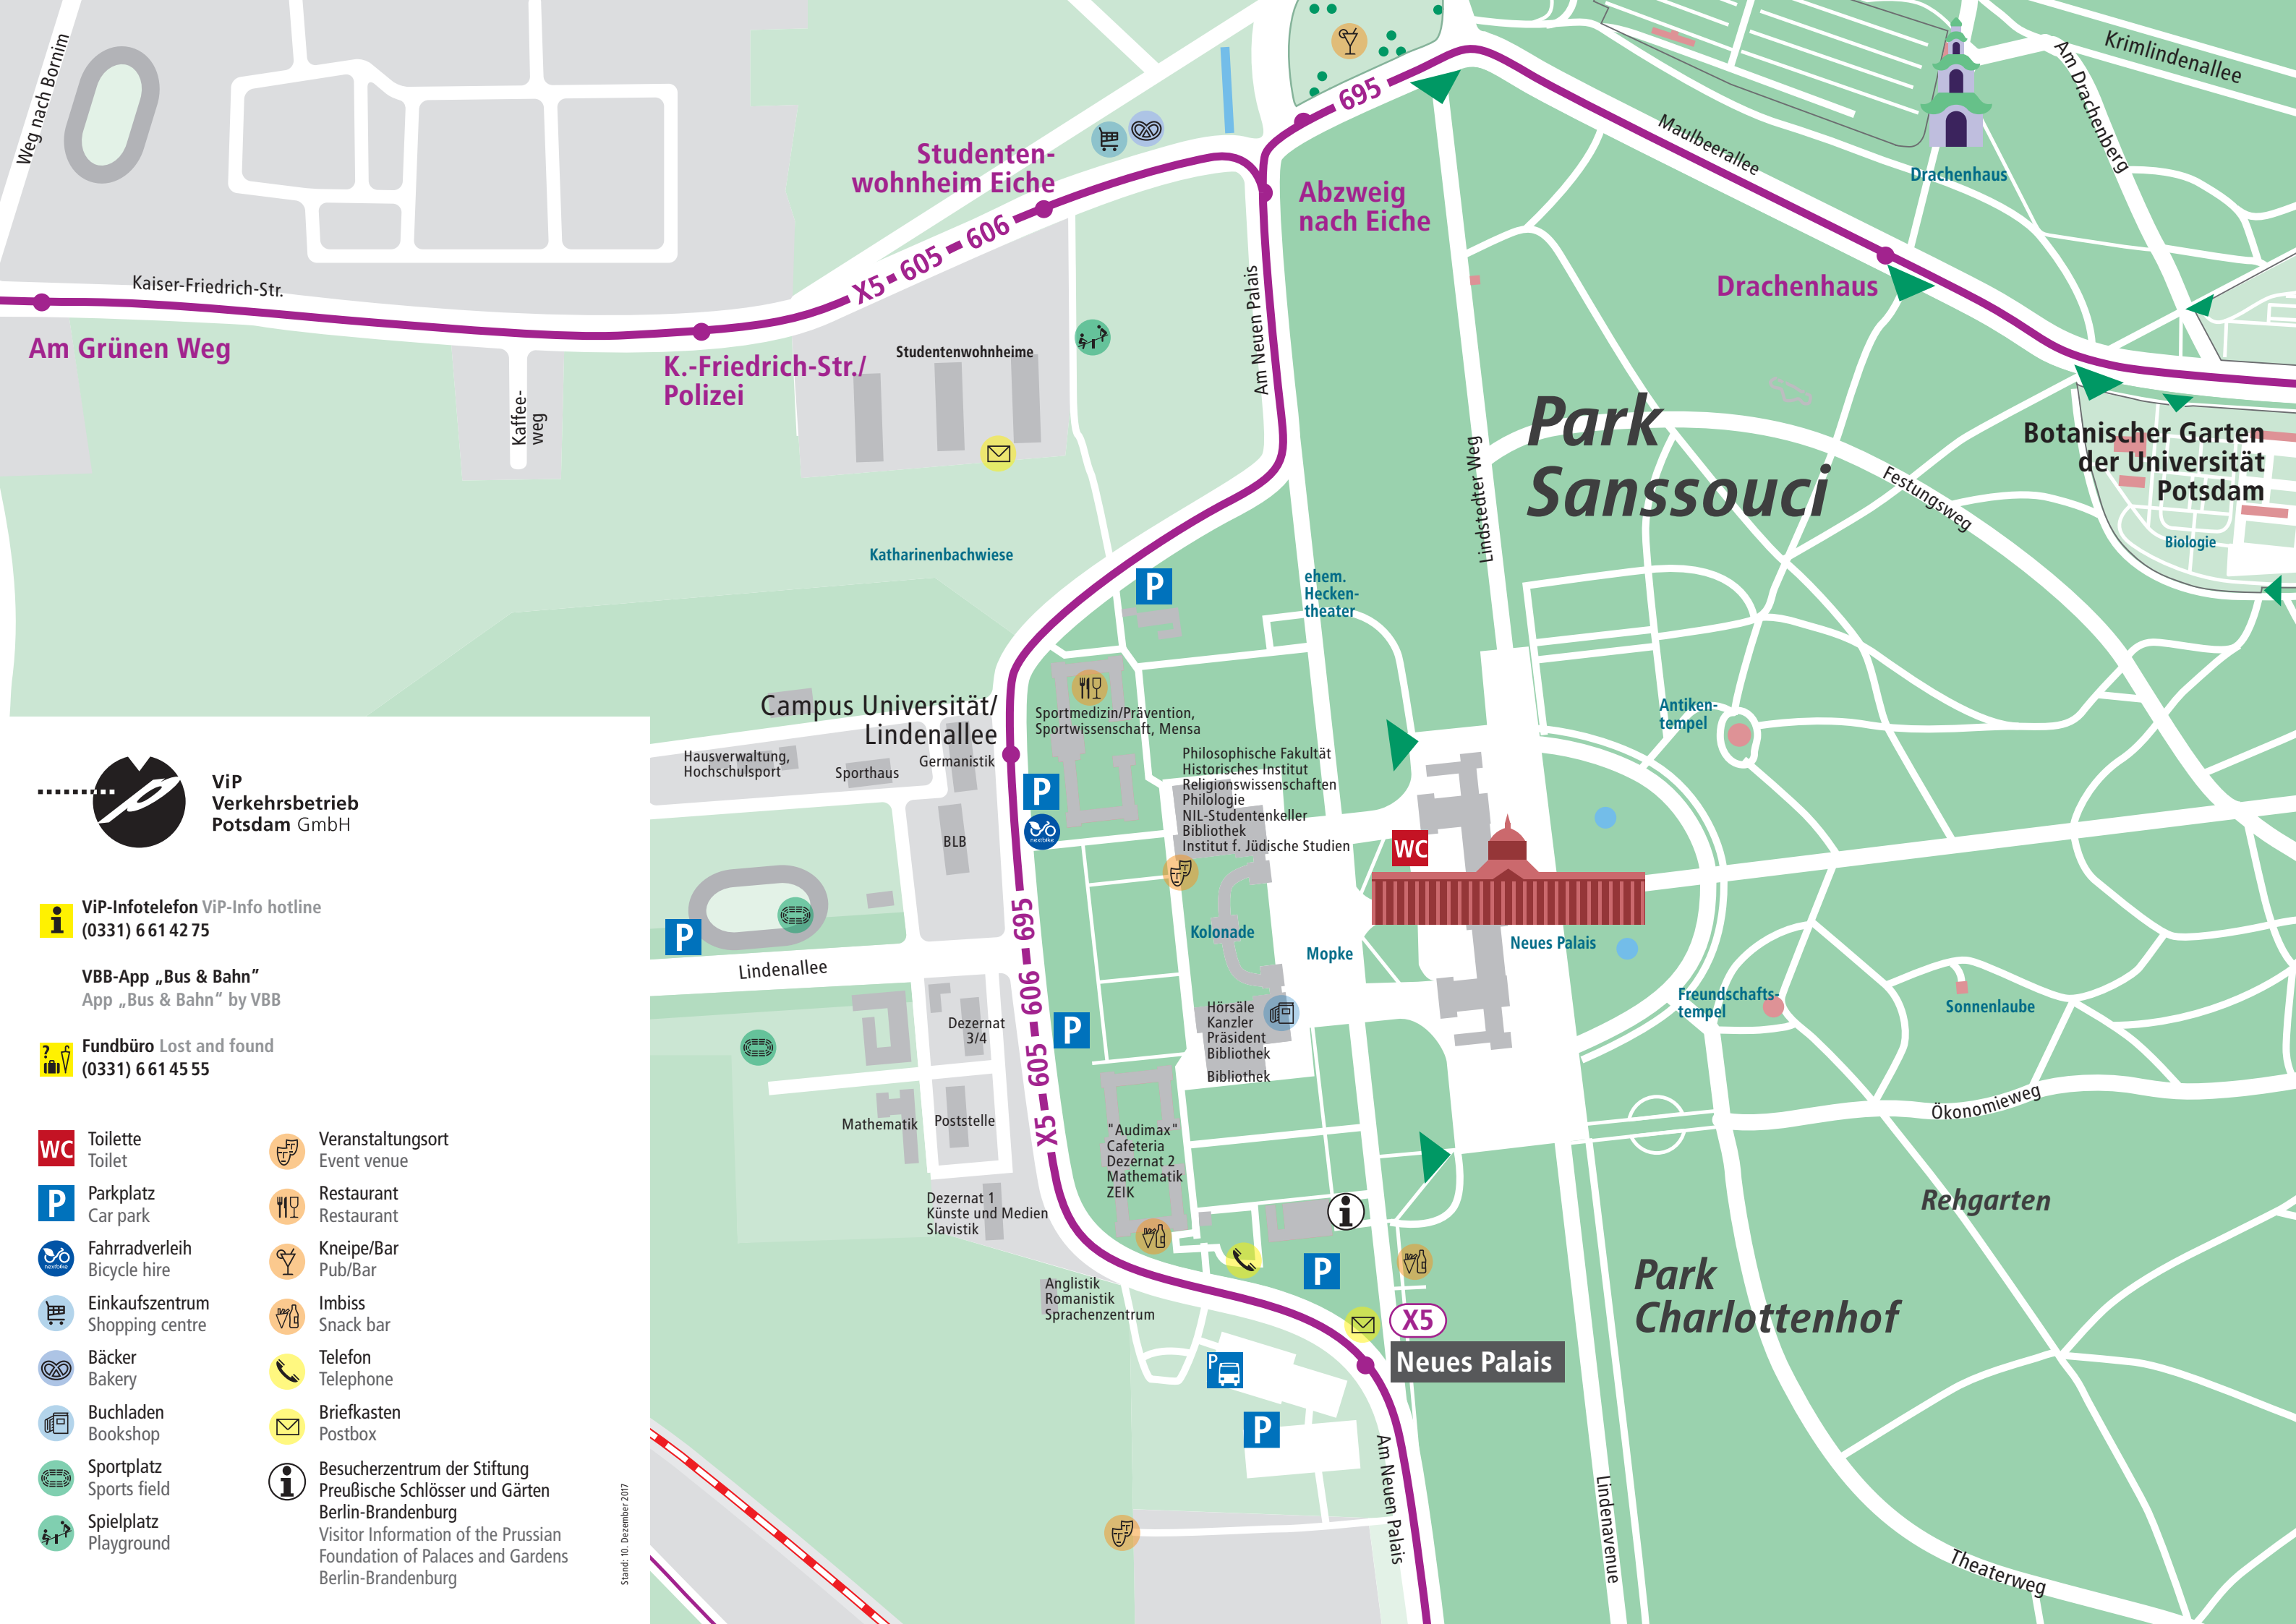 Weg nach Bornim
Kaiser-Friedrich-Str.
Am Grünen Weg
Kaffee-
weg
K.-Friedrich-Str./
Polizei
Studenten-
wohnheim Eiche
X5
605
606
Studentenwohnheime
695
Abzweig
nach Eiche
Am Neuen Palais
Maulbeerallee
Krimlindenallee
Am Drachenberg
Drachenhaus
Drachenhaus
Park
Sanssouci
Lindstedter Weg
Festungsweg
Botanischer Garten
der Universität
Potsdam
Biologie
Katharinenbachwiese
P
ehem.
Hecken-
theater
Campus Universität/
Lindenallee
Hausverwaltung,
Hochschulsport
Sporthaus
Germanistik
BLB
Sportmedizin/Prävention,
Sportwissenschaft, Mensa
P
nextbike
Philosophische Fakultät
Historisches Institut
Religionswissenschaften
Philologie
NIL-Studentenkeller
Bibliothek
Institut f. Jüdische Studien
WC
Antiken-
tempel
Kolonade
Mopke
Neues Palais
Freundschafts-
tempel
Sonnenlaube
P
Lindenallee
X5
605
606
695
P
Dezernat
3/4
Hörsäle
Kanzler
Präsident
Bibliothek
Bibliothek
Mathematik
Poststelle
"Audimax"
Cafeteria
Dezernat 2
Mathematik
ZEIK
Dezernat 1
Künste und Medien
Slavistik
Anglistik
Romanistik
Sprachenzentrum
i
P
X5
Neues Palais
P
P
Am Neuen Palais
Lindenavenue
Ökonomieweg
Rehgarten
Park
Charlottenhof
Theaterweg
ViP
Verkehrsbetrieb
Potsdam GmbH
i
ViP-Infotelefon ViP-Info hotline
(0331) 6 61 42 75
VBB-App „Bus & Bahn“
App „Bus & Bahn“ by VBB
?
Fundbüro Lost and found
(0331) 6 61 45 55
WC
Toilette
Toilet
P
Parkplatz
Car park
nextbike
Fahrradverleih
Bicycle hire
Einkaufszentrum
Shopping centre
Bäcker
Bakery
Buchladen
Bookshop
Sportplatz
Sports field
Spielplatz
Playground
Veranstaltungsort
Event venue
Restaurant
Restaurant
Kneipe/Bar
Pub/Bar
Imbiss
Snack bar
Telefon
Telephone
Briefkasten
Postbox
i
Besucherzentrum der Stiftung
Preußische Schlösser und Gärten
Berlin-Brandenburg
Visitor Information of the Prussian
Foundation of Palaces and Gardens
Berlin-Brandenburg
Stand: 10. Dezember 2017